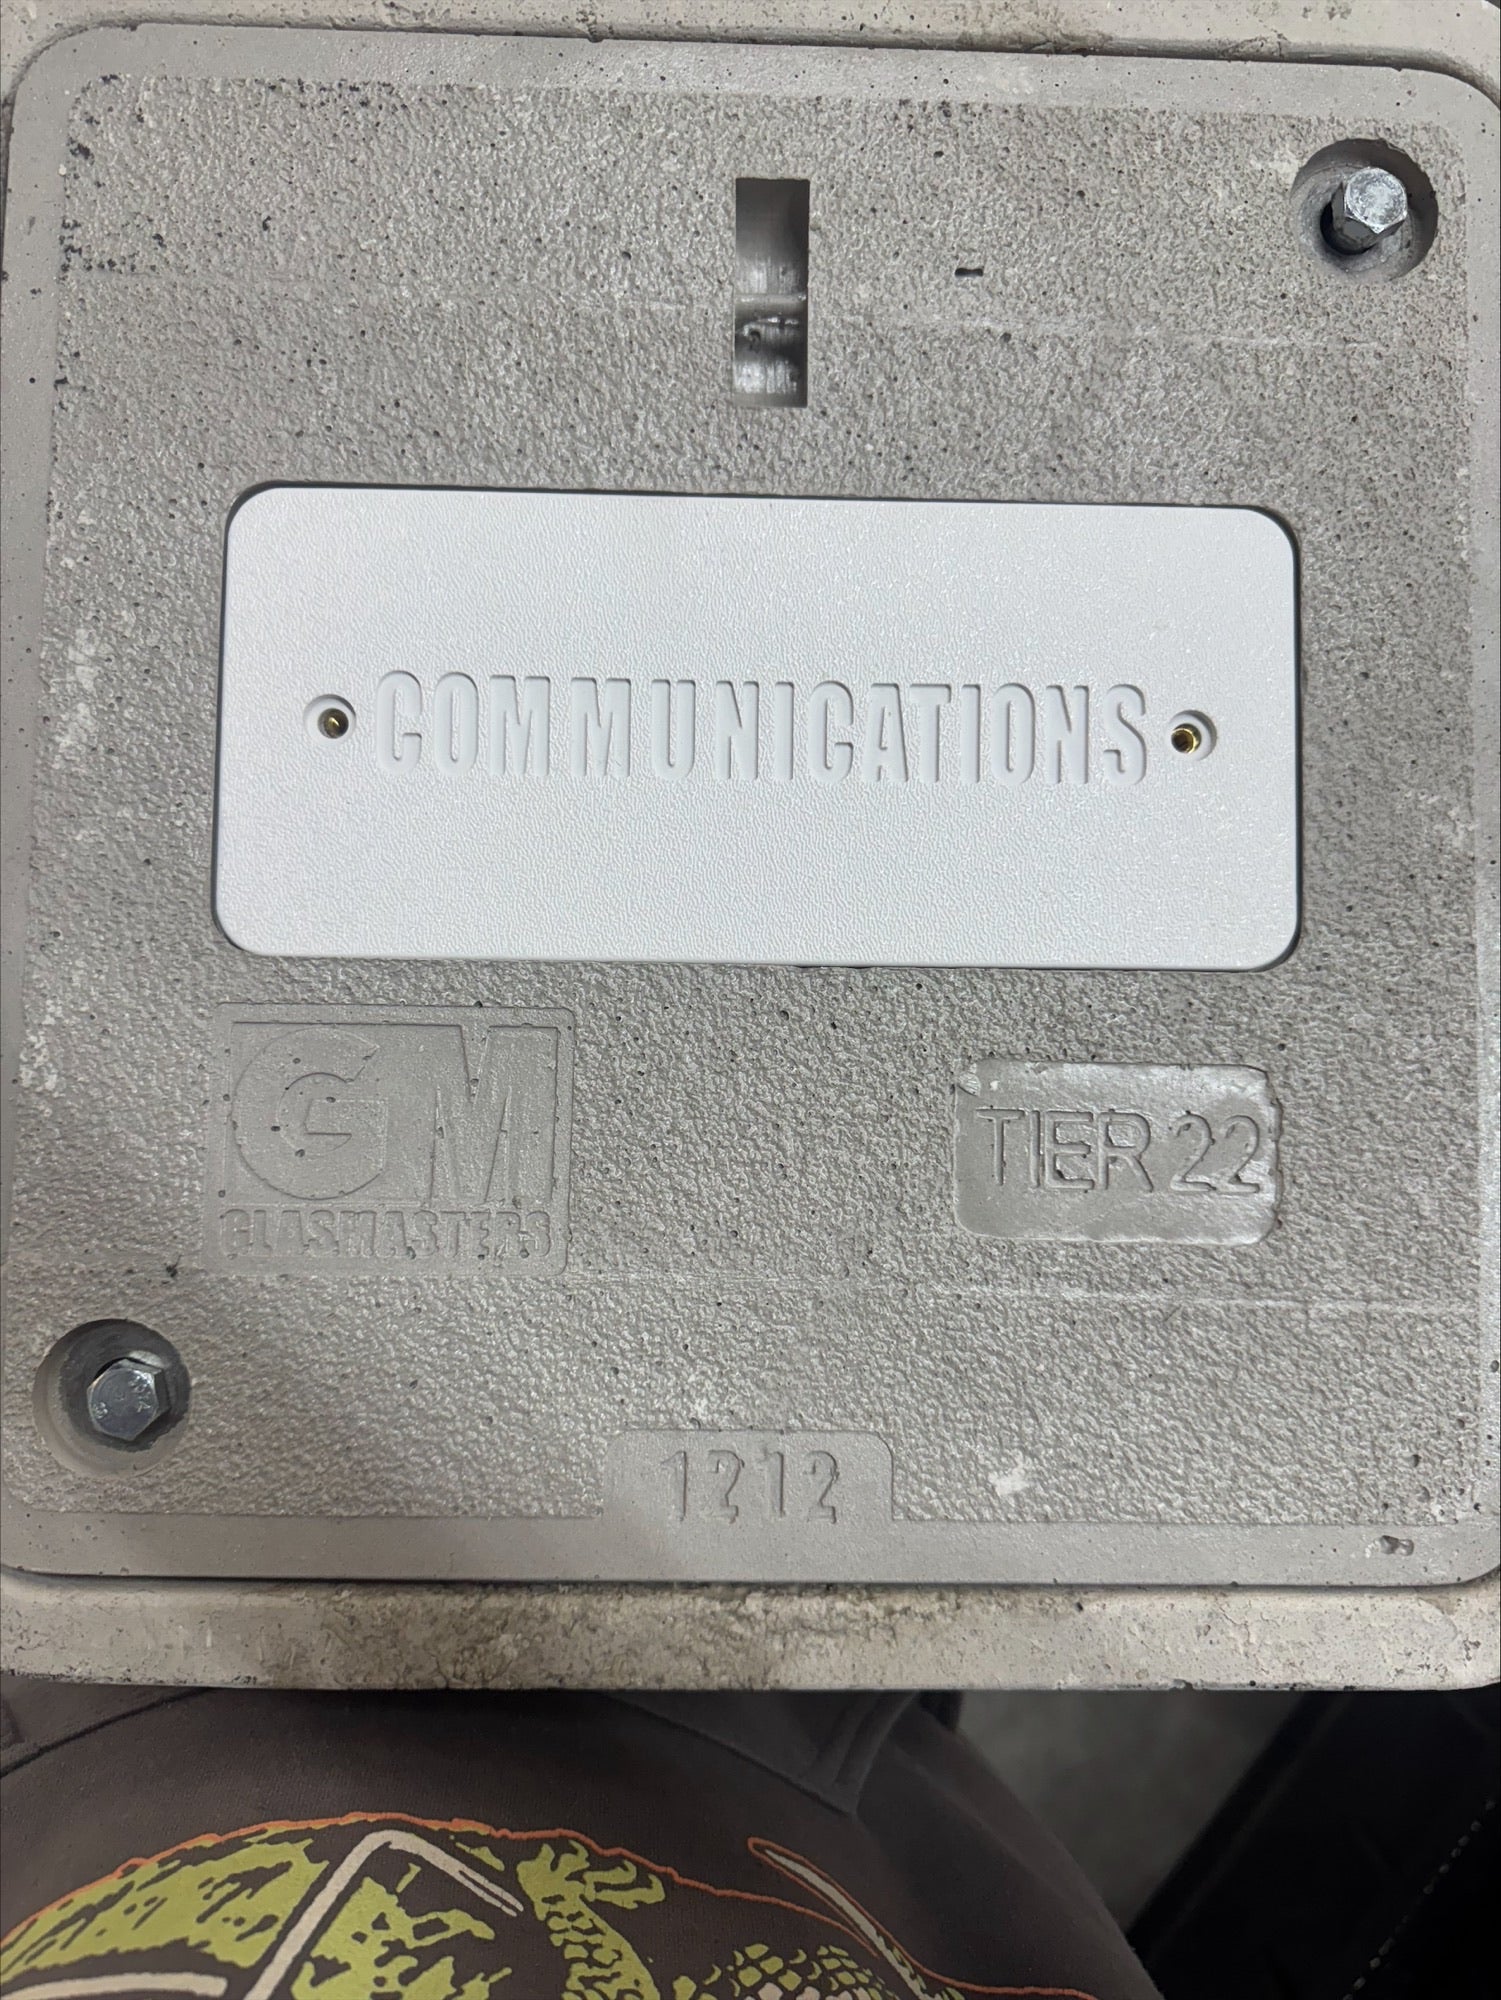 COMMUNICATIONS
GM
GLASMASTERS
TIER 22
1212